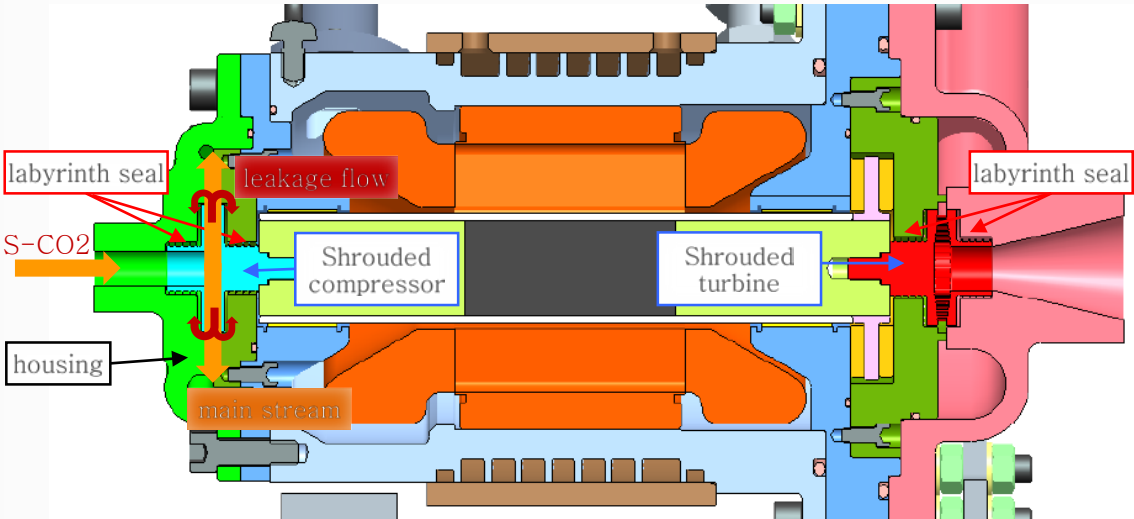 labyrinth seal
leakage flow
labyrinth seal
S-CO2
Shrouded
compressor
Shrouded
turbine
housing
main stream